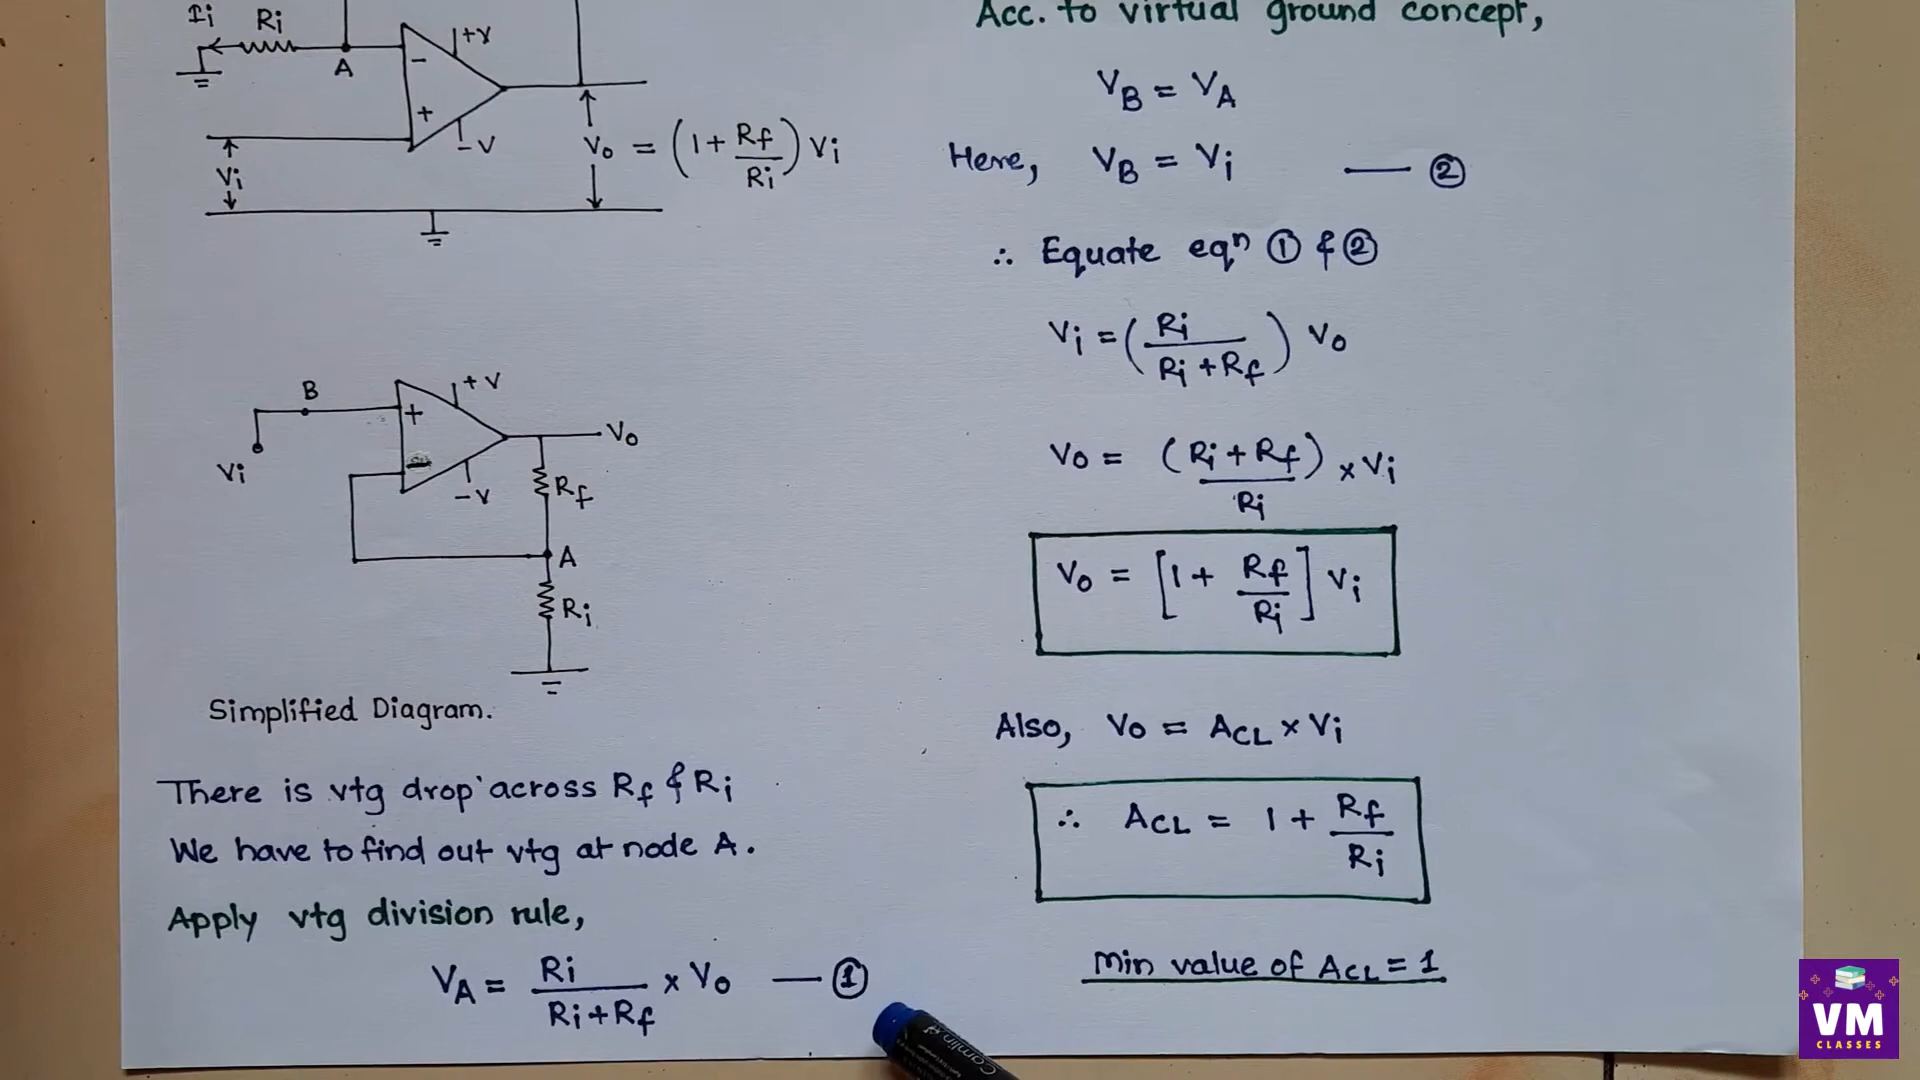 Ii Ri
A
+V
-
+
-V
Vi
Vo = (1 + Rf/Ri) Vi
B
+V
+
Vo
Vi
-V
Rf
A
Ri
Simplified Diagram.
There is vtg drop across Rf & Ri
We have to find out vtg at node A.
Apply vtg division rule,
VA = Ri/(Ri+Rf) x Vo — ①
Acc. to virtual ground concept,
VB = VA
Here, VB = Vi — ②
∴ Equate eqn ① & ②
Vi = (Ri/(Ri+Rf)) Vo
Vo = (Ri+Rf)/Ri x Vi
Vo = [1 + Rf/Ri] Vi
Also, Vo = ACL x Vi
∴ ACL = 1 + Rf/Ri
Min value of ACL = 1
Camlin
VM
CLASSES